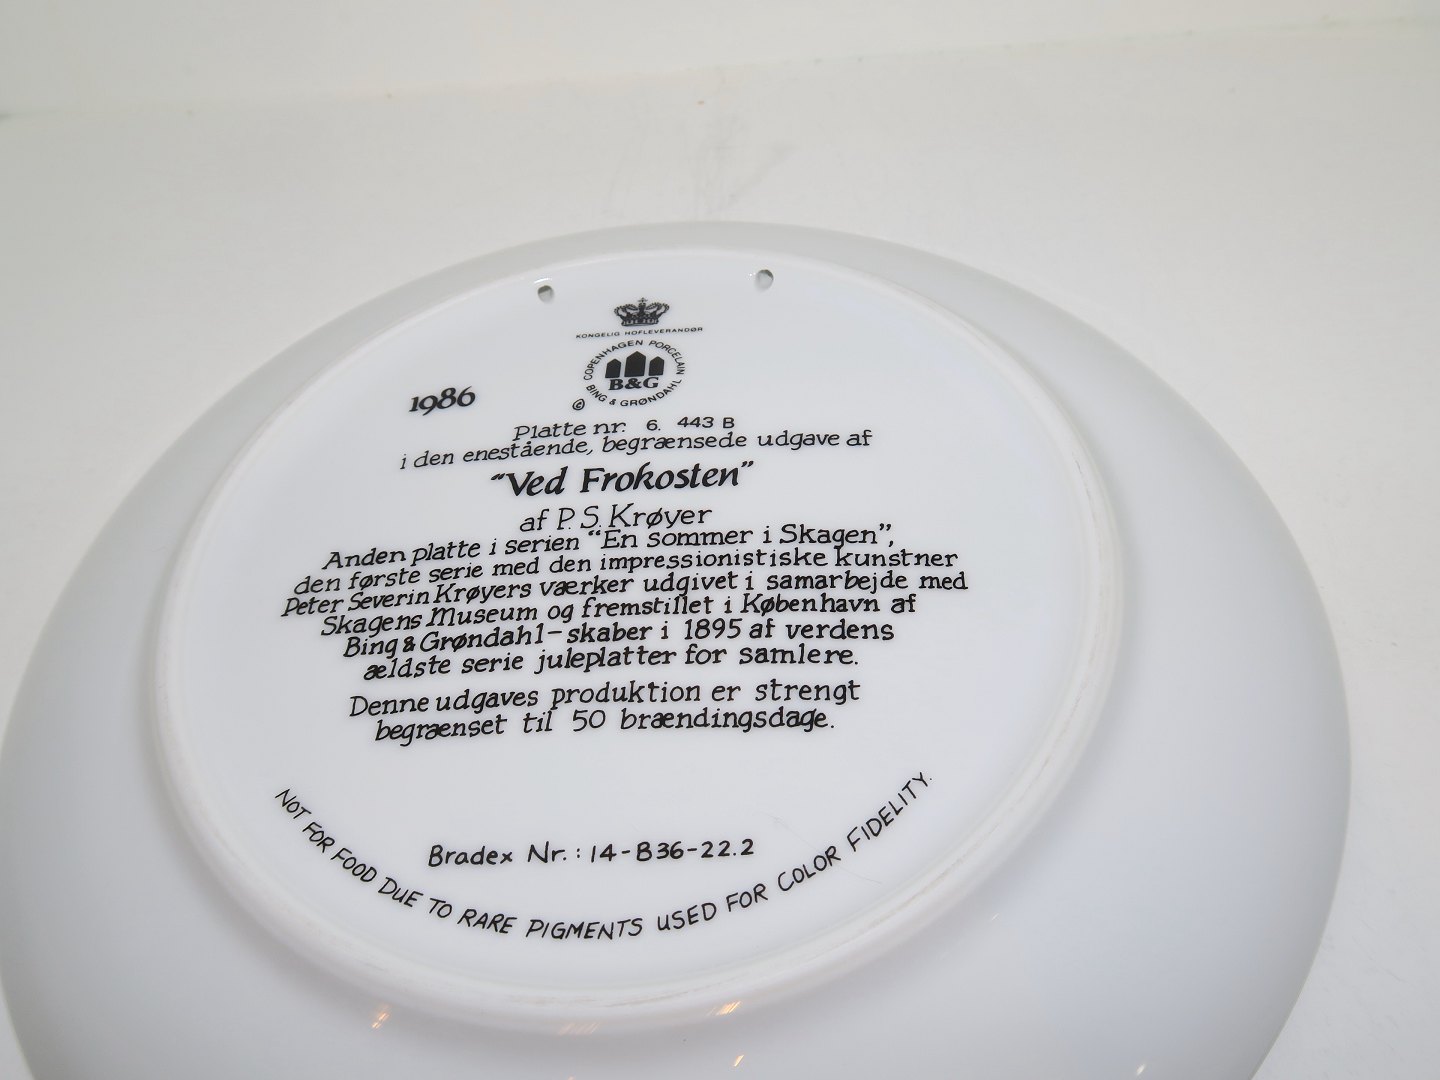 KONGELIG HOFLEVERANDØR
COPENHAGEN PORCELAIN
B&G
© BING & GRØNDAHL
1986
Platte nr. 6. 443 B
i den enestående, begrænsede udgave af
"Ved Frokosten"
af P. S. Krøyer
Anden platte i serien "En sommer i Skagen",
den første serie med den impressionistiske kunstner
Peter Severin Krøyers værker udgivet i samarbejde med
Skagens Museum og fremstillet i København af
Bing & Grøndahl-skaber i 1895 af verdens
ældste serie juleplatter for samlere.
Denne udgaves produktion er strengt
begrænset til 50 brændingsdage.
Bradex Nr.: 14-B36-22.2
NOT FOR FOOD DUE TO RARE PIGMENTS USED FOR COLOR FIDELITY.